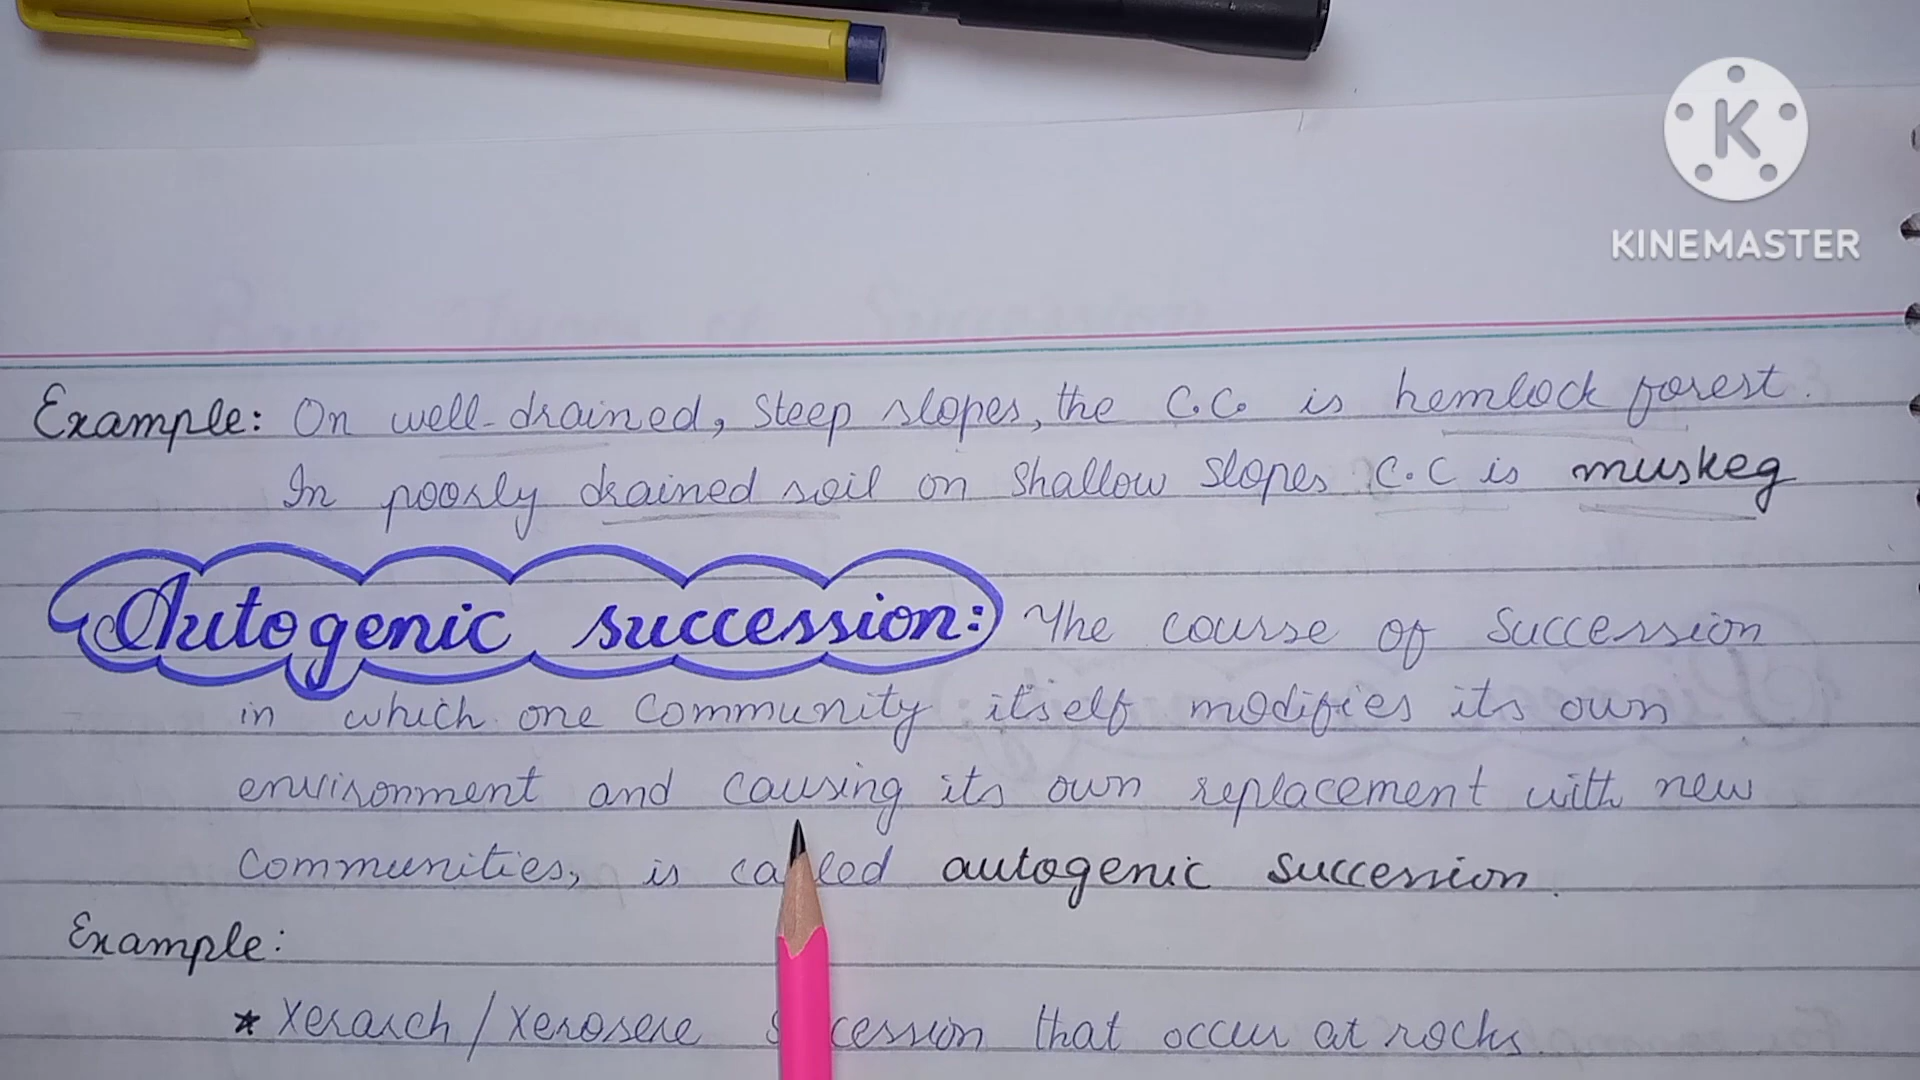 K
KINEMASTER
Example: On well-drained, steep slopes, the C.C. is hemlock forest.
In poorly drained soil on shallow slopes C.C is muskeg
Autogenic succession: The course of succession
in which one community itself modifies its own
environment and causing its own replacement with new
communities, is called autogenic succession.
Example:
* Xerarch/Xerosere succession that occur at rocks.